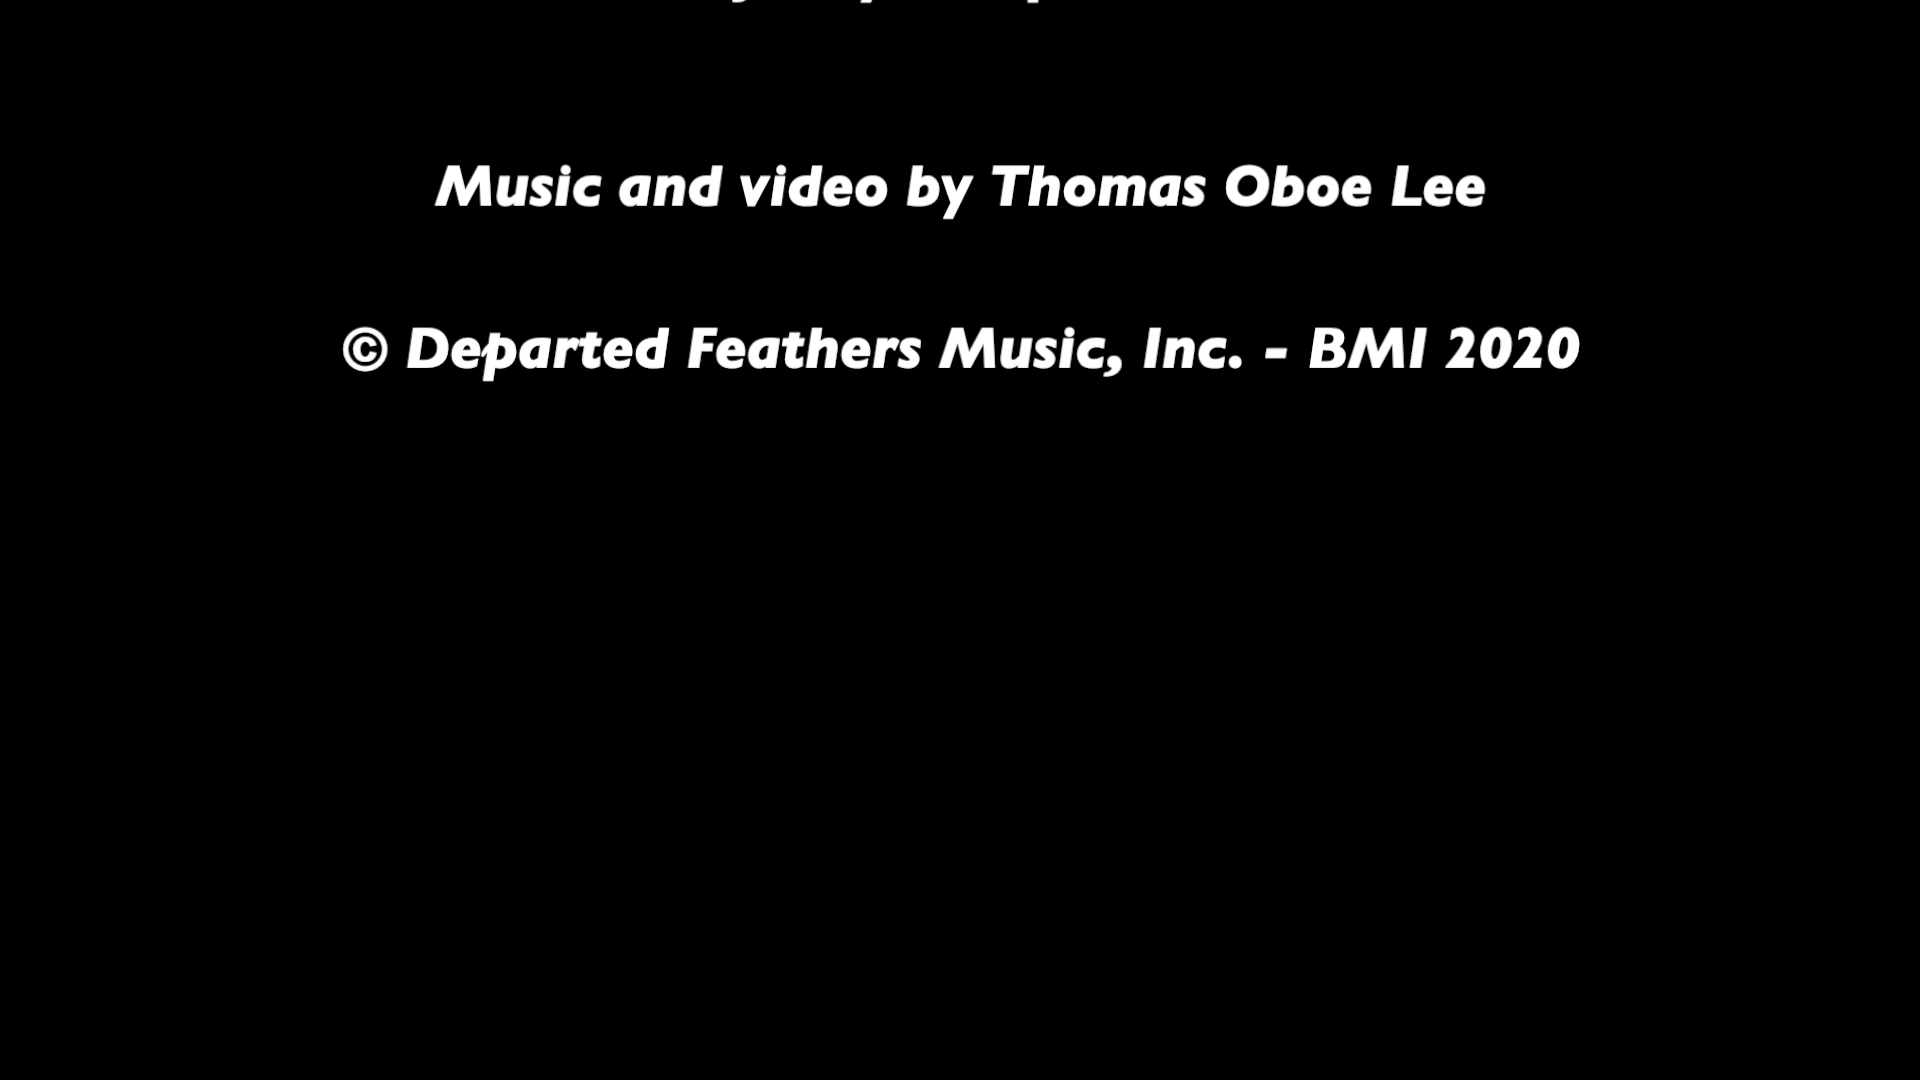 Music and video by Thomas Oboe Lee
© Departed Feathers Music, Inc. - BMI 2020